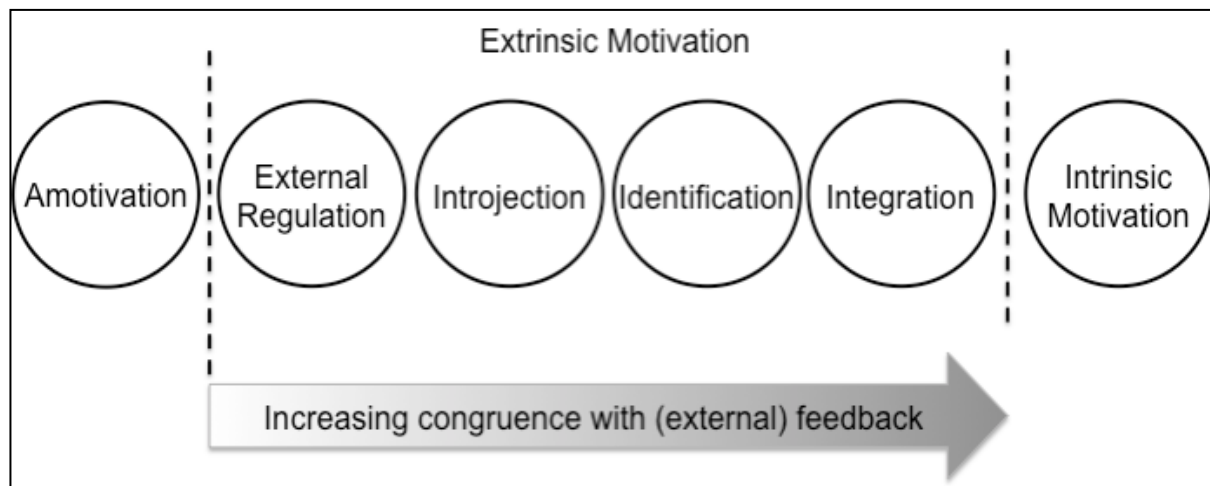 Extrinsic Motivation
Amotivation
External
Regulation
Introjection
Identification
Integration
Intrinsic
Motivation
Increasing congruence with (external) feedback